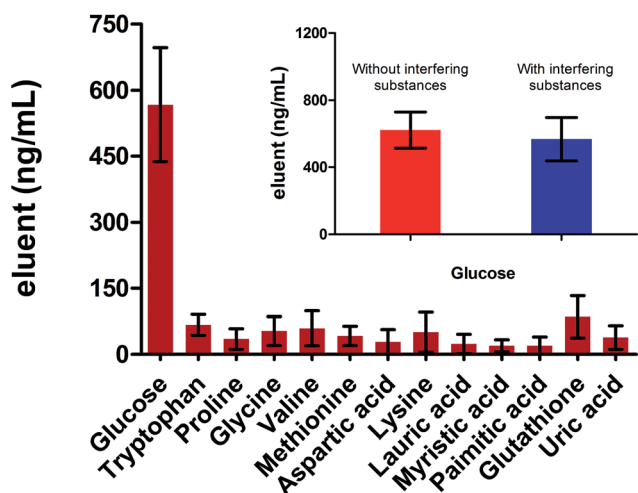 750
600
450
300
150
0
eluent (ng/mL)
Glucose
Tryptophan
Proline
Glycine
Valine
Methionine
Aspartic acid
Lysine
Lauric acid
Myristic acid
Paimitic acid
Glutathione
Uric acid
1200
800
400
0
eluent (ng/mL)
Without interfering
substances
With interfering
substances
Glucose